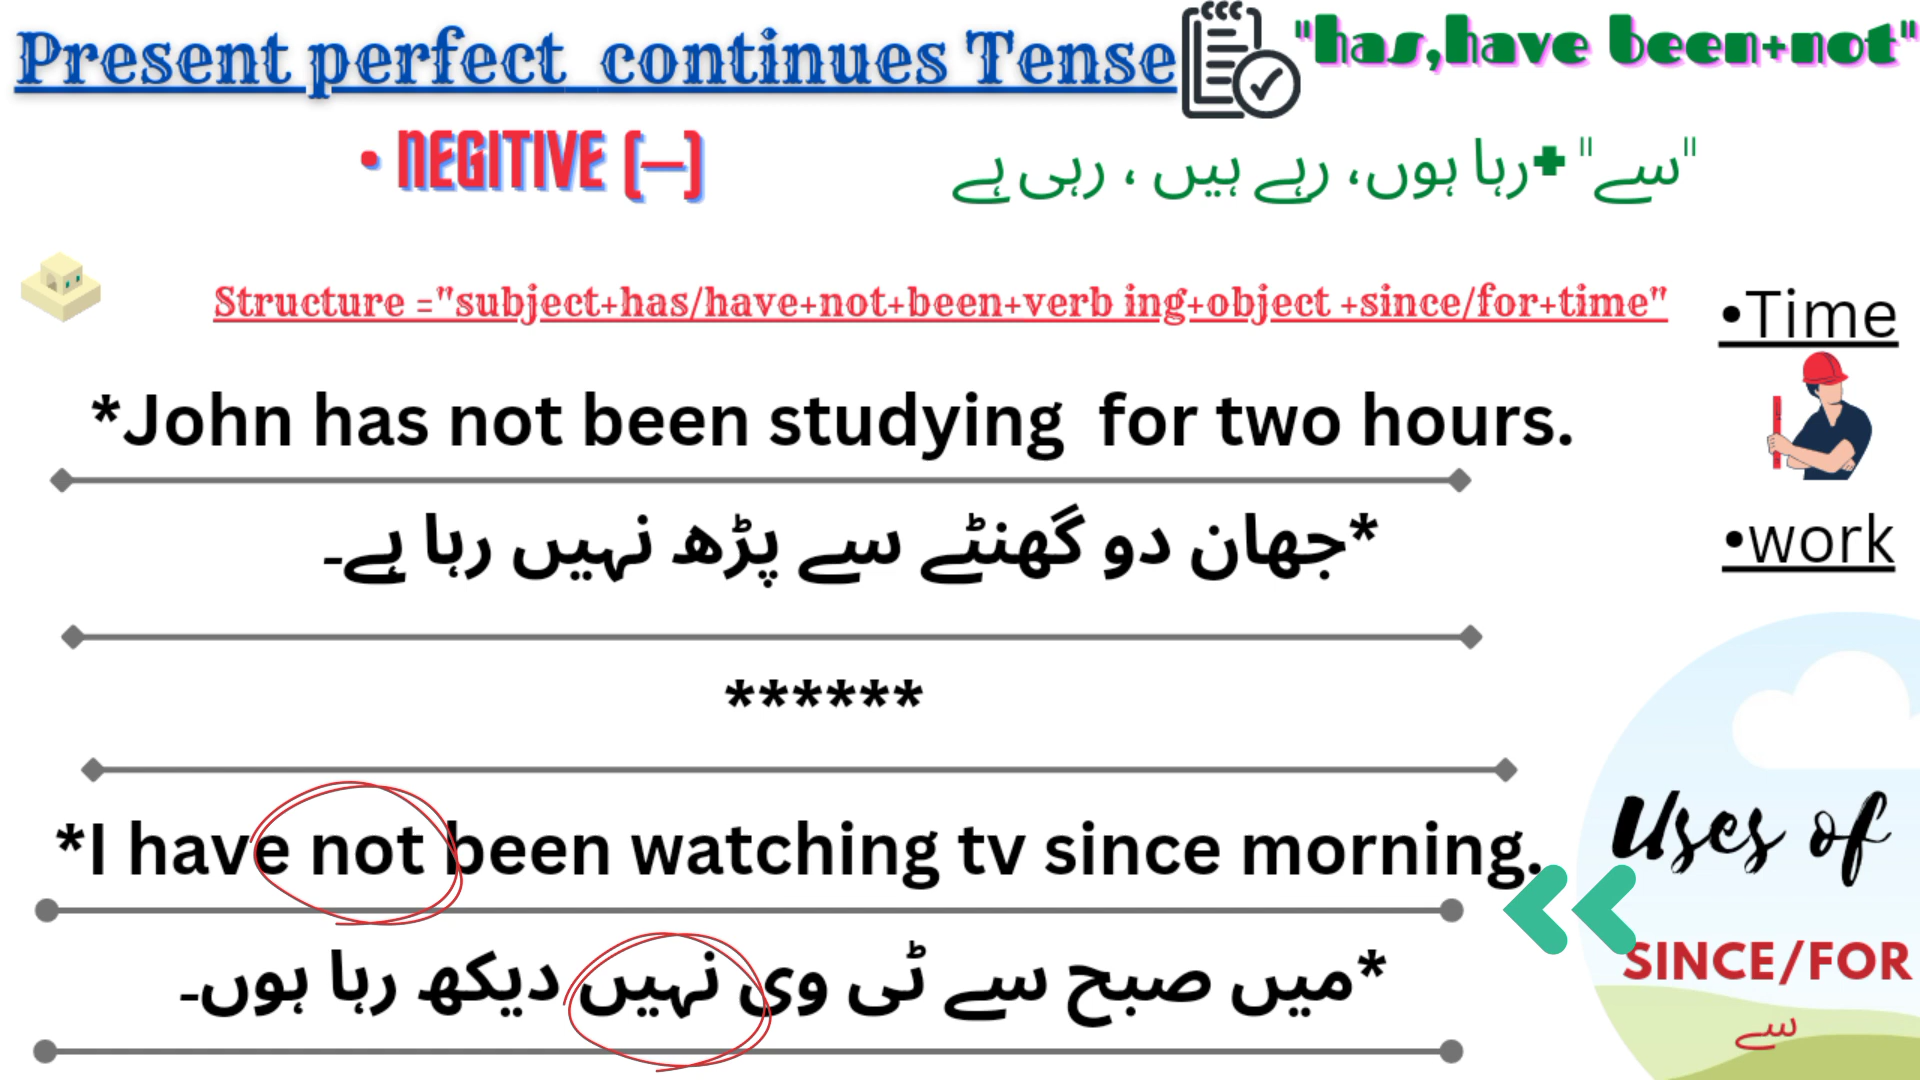 Present perfect continues Tense
"has,have been+not"
• NEGITIVE (—)
"سے"+رہا ہوں، رہے ہیں ، رہی ہے
Structure ="subject+has/have+not+been+verb ing+object +since/for+time"
•Time
*John has not been studying for two hours.
*جھان دو گھنٹے سے پڑھ نہیں رہا ہے۔
•work
******
*I have not been watching tv since morning.
*میں صبح سے ٹی وی نہیں دیکھ رہا ہوں۔
Uses of
SINCE/FOR
سے